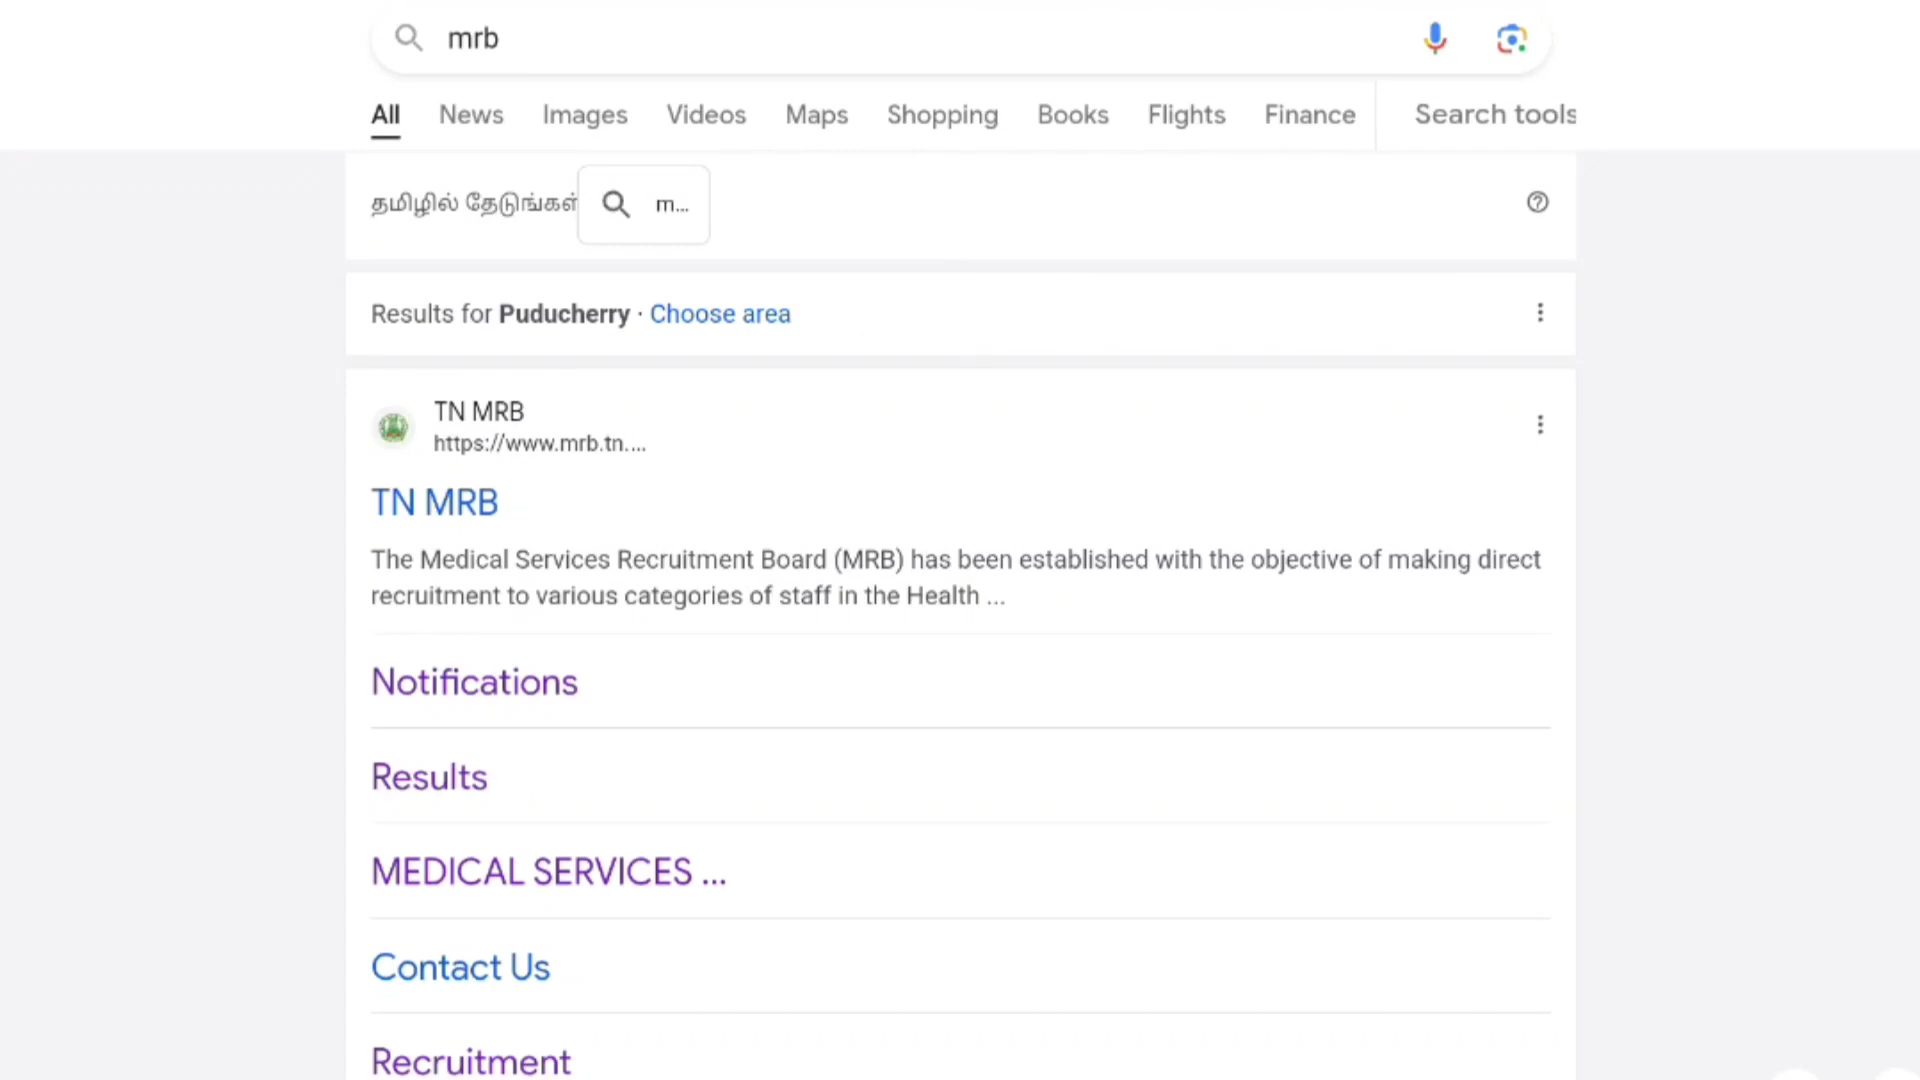 mrb
All News Images Videos Maps Shopping Books Flights Finance Search tools
தமிழில் தேடுங்கள் m...
Results for Puducherry · Choose area
TN MRB
https://www.mrb.tn....
TN MRB
The Medical Services Recruitment Board (MRB) has been established with the objective of making direct
recruitment to various categories of staff in the Health ...
Notifications
Results
MEDICAL SERVICES ...
Contact Us
Recruitment